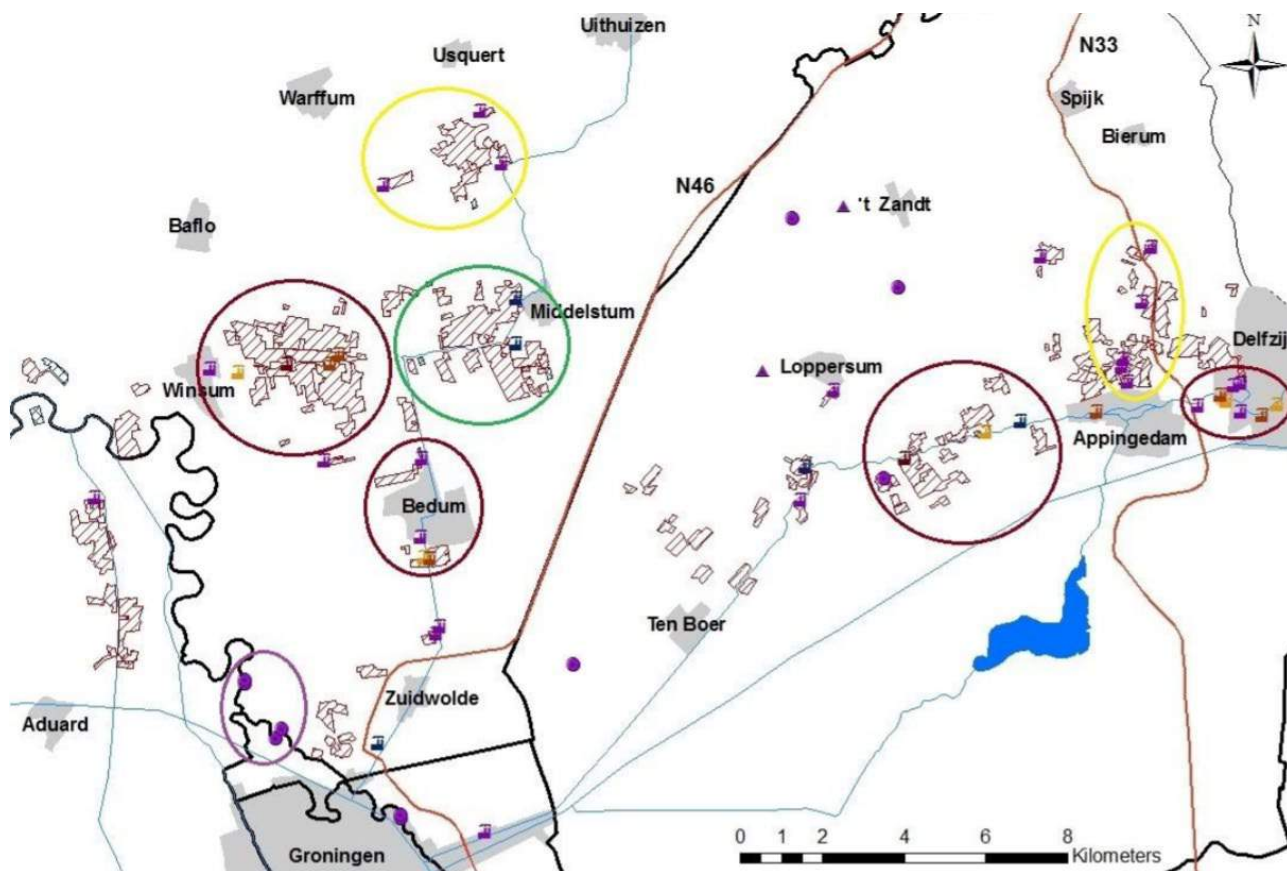 Uithuizen
N
Usquert
N33
Warffum
Spijk
Bierum
N46
't Zandt
Baflo
Middelstum
Delfzij
Loppersum
Winsum
Appingedam
Bedum
Ten Boer
Zuidwolde
Aduard
0 1 2 4 6 8
Kilometers
Groningen